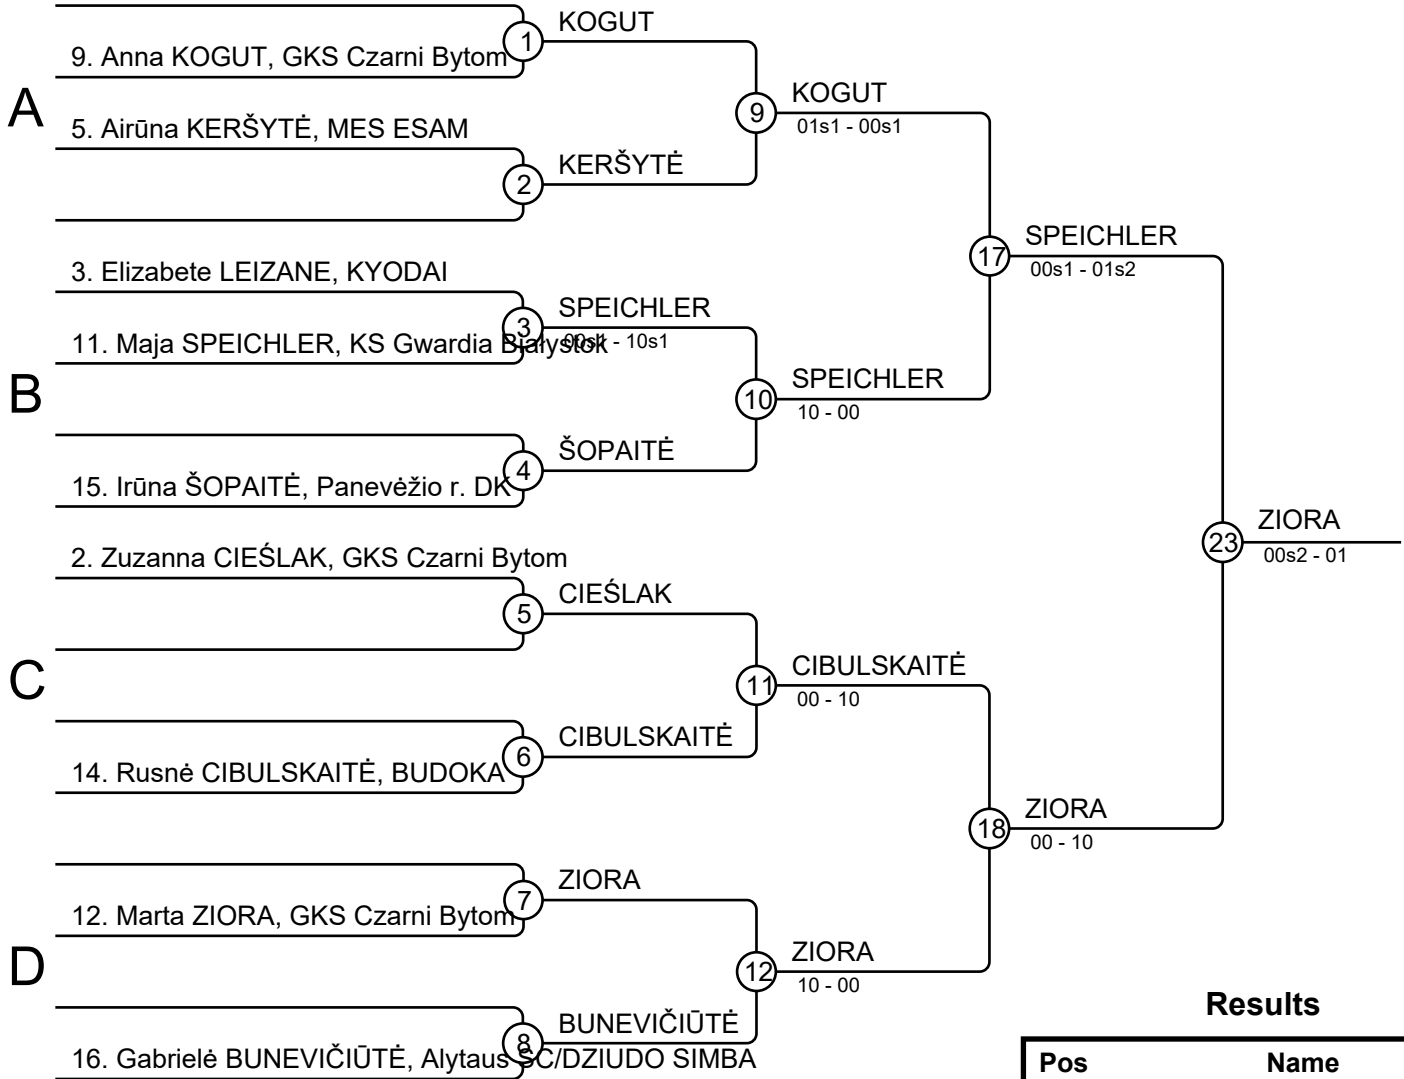 KOGUT
1
9. Anna KOGUT, GKS Czarni Bytom
A
KOGUT
9
01s1 - 00s1
5. Airūna KERŠYTĖ, MES ESAM
KERŠYTĖ
2
SPEICHLER
17
00s1 - 01s2
3. Elizabete LEIZANE, KYODAI
SPEICHLER
3
00s1 - 10s1
11. Maja SPEICHLER, KS Gwardia Białystok
B
SPEICHLER
10
10 - 00
ŠOPAITĖ
4
15. Irūna ŠOPAITĖ, Panevėžio r. DK
ZIORA
23
00s2 - 01
2. Zuzanna CIEŚLAK, GKS Czarni Bytom
CIEŚLAK
5
C
CIBULSKAITĖ
11
00 - 10
CIBULSKAITĖ
6
14. Rusnė CIBULSKAITĖ, BUDOKA
ZIORA
18
00 - 10
ZIORA
7
12. Marta ZIORA, GKS Czarni Bytom
D
ZIORA
12
10 - 00
BUNEVIČIŪTĖ
8
16. Gabrielė BUNEVIČIŪTĖ, Alytaus SC/DZIUDO SIMBA
Results
Pos Name